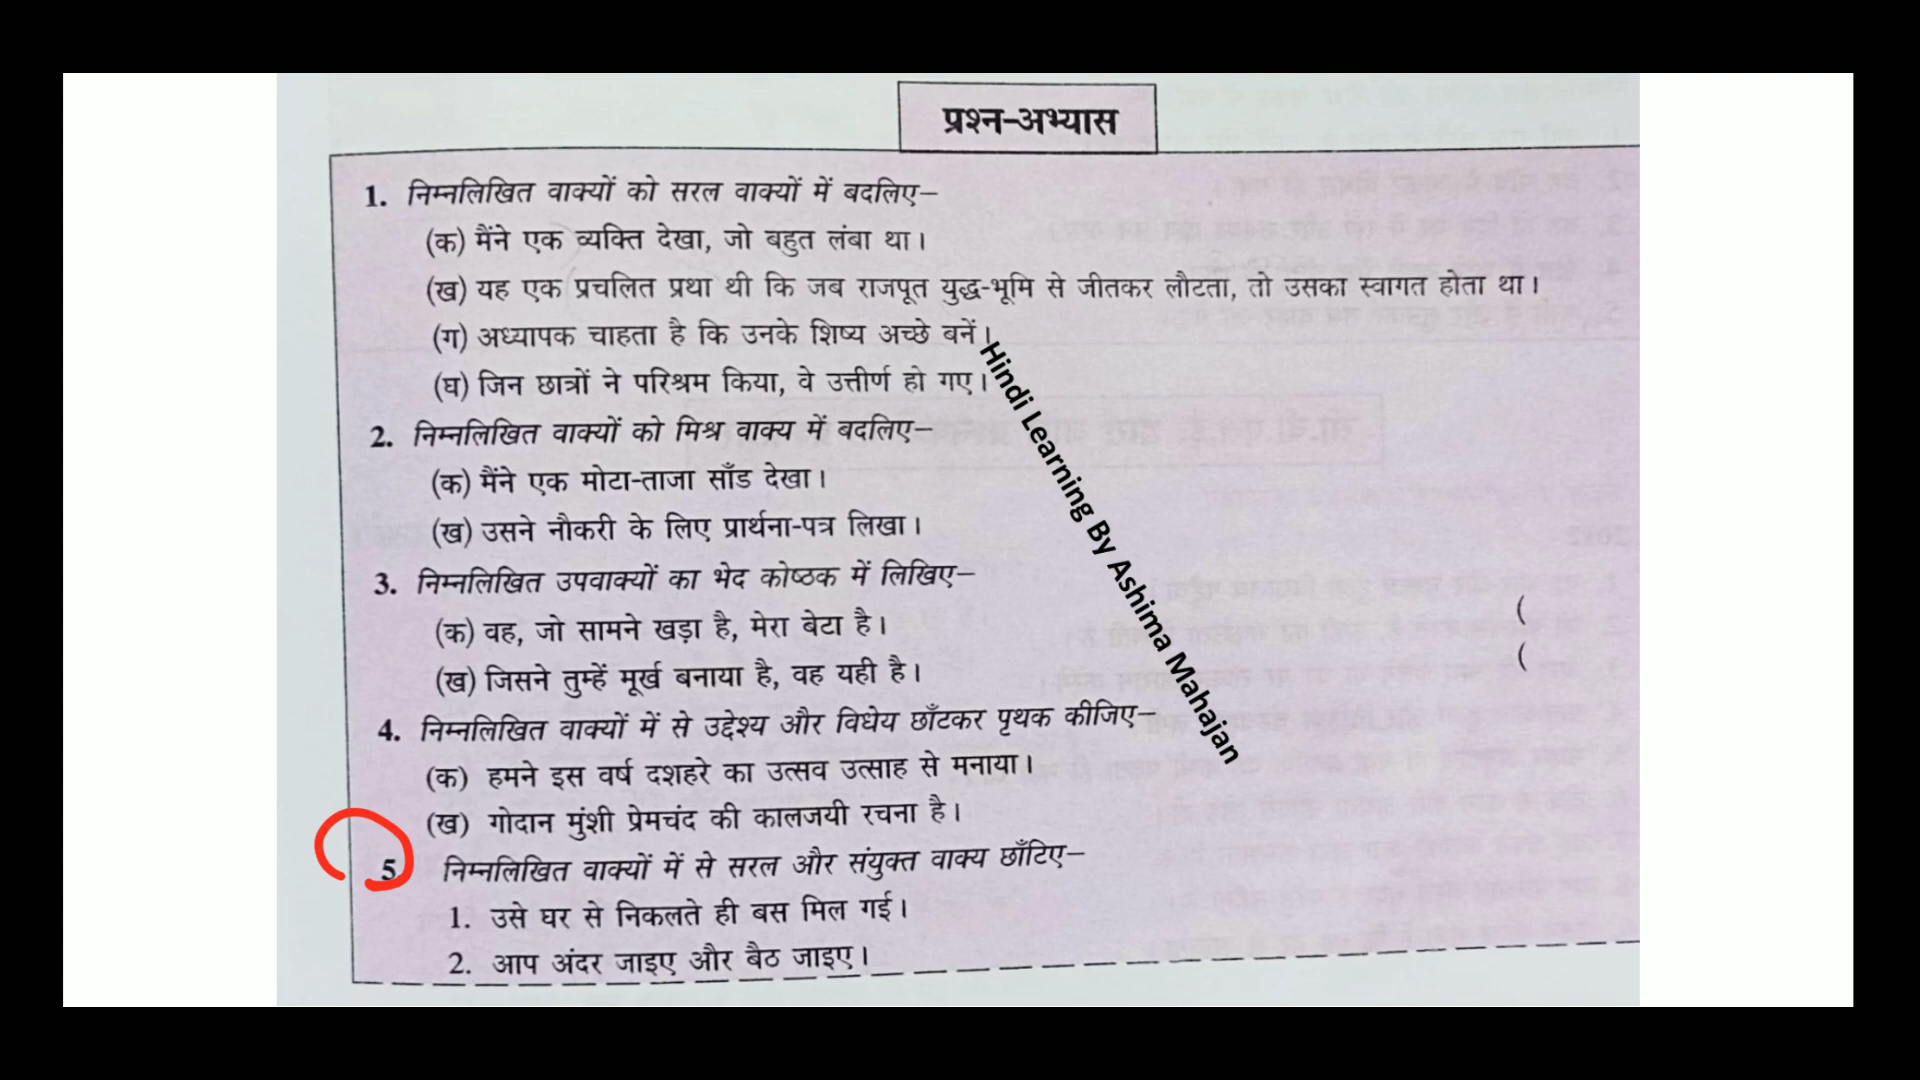 प्रश्न-अभ्यास
1. निम्नलिखित वाक्यों को सरल वाक्यों में बदलिए–
(क) मैंने एक व्यक्ति देखा, जो बहुत लंबा था।
(ख) यह एक प्रचलित प्रथा थी कि जब राजपूत युद्ध-भूमि से जीतकर लौटता, तो उसका स्वागत होता था।
(ग) अध्यापक चाहता है कि उनके शिष्य अच्छे बनें।
(घ) जिन छात्रों ने परिश्रम किया, वे उत्तीर्ण हो गए।
2. निम्नलिखित वाक्यों को मिश्र वाक्य में बदलिए–
(क) मैंने एक मोटा-ताजा साँड देखा।
(ख) उसने नौकरी के लिए प्रार्थना-पत्र लिखा।
3. निम्नलिखित उपवाक्यों का भेद कोष्ठक में लिखिए–
(क) वह, जो सामने खड़ा है, मेरा बेटा है। (
(ख) जिसने तुम्हें मूर्ख बनाया है, वह यही है। (
4. निम्नलिखित वाक्यों में से उद्देश्य और विधेय छाँटकर पृथक कीजिए–
(क) हमने इस वर्ष दशहरे का उत्सव उत्साह से मनाया।
(ख) गोदान मुंशी प्रेमचंद की कालजयी रचना है।
5. निम्नलिखित वाक्यों में से सरल और संयुक्त वाक्य छाँटिए–
1. उसे घर से निकलते ही बस मिल गई।
2. आप अंदर जाइए और बैठ जाइए।
Hindi Learning By Ashima Mahajan